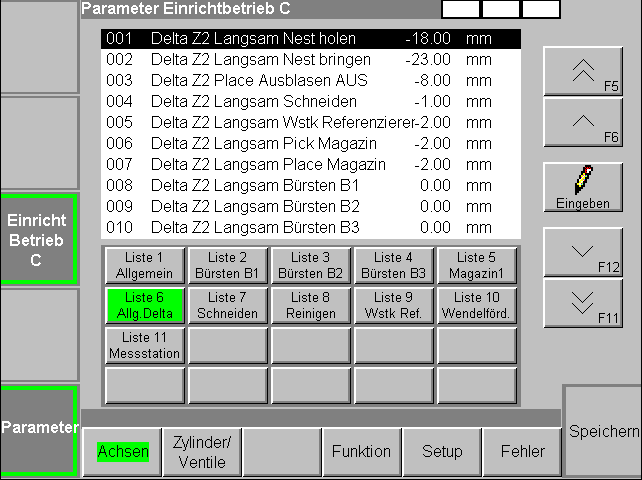 Parameter Einrichtbetrieb C
001 Delta Z2 Langsam Nest holen -18.00 mm
002 Delta Z2 Langsam Nest bringen -23.00 mm
003 Delta Z2 Place Ausblasen AUS -8.00 mm
004 Delta Z2 Langsam Schneiden -1.00 mm
005 Delta Z2 Langsam Wstk Referenzierer-2.00 mm
006 Delta Z2 Langsam Pick Magazin -2.00 mm
007 Delta Z2 Langsam Place Magazin -2.00 mm
008 Delta Z2 Langsam Bürsten B1 0.00 mm
009 Delta Z2 Langsam Bürsten B2 0.00 mm
010 Delta Z2 Langsam Bürsten B3 0.00 mm
F5
F6
Eingeben
F12
F11
Einricht
Betrieb
C
Liste 1
Allgemein
Liste 2
Bürsten B1
Liste 3
Bürsten B2
Liste 4
Bürsten B3
Liste 5
Magazin1
Liste 6
Allg.Delta
Liste 7
Schneiden
Liste 8
Reinigen
Liste 9
Wstk Ref.
Liste 10
Wendelförd.
Liste 11
Messstation
Parameter
Achsen
Zylinder/
Ventile
Funktion
Setup
Fehler
Speichern